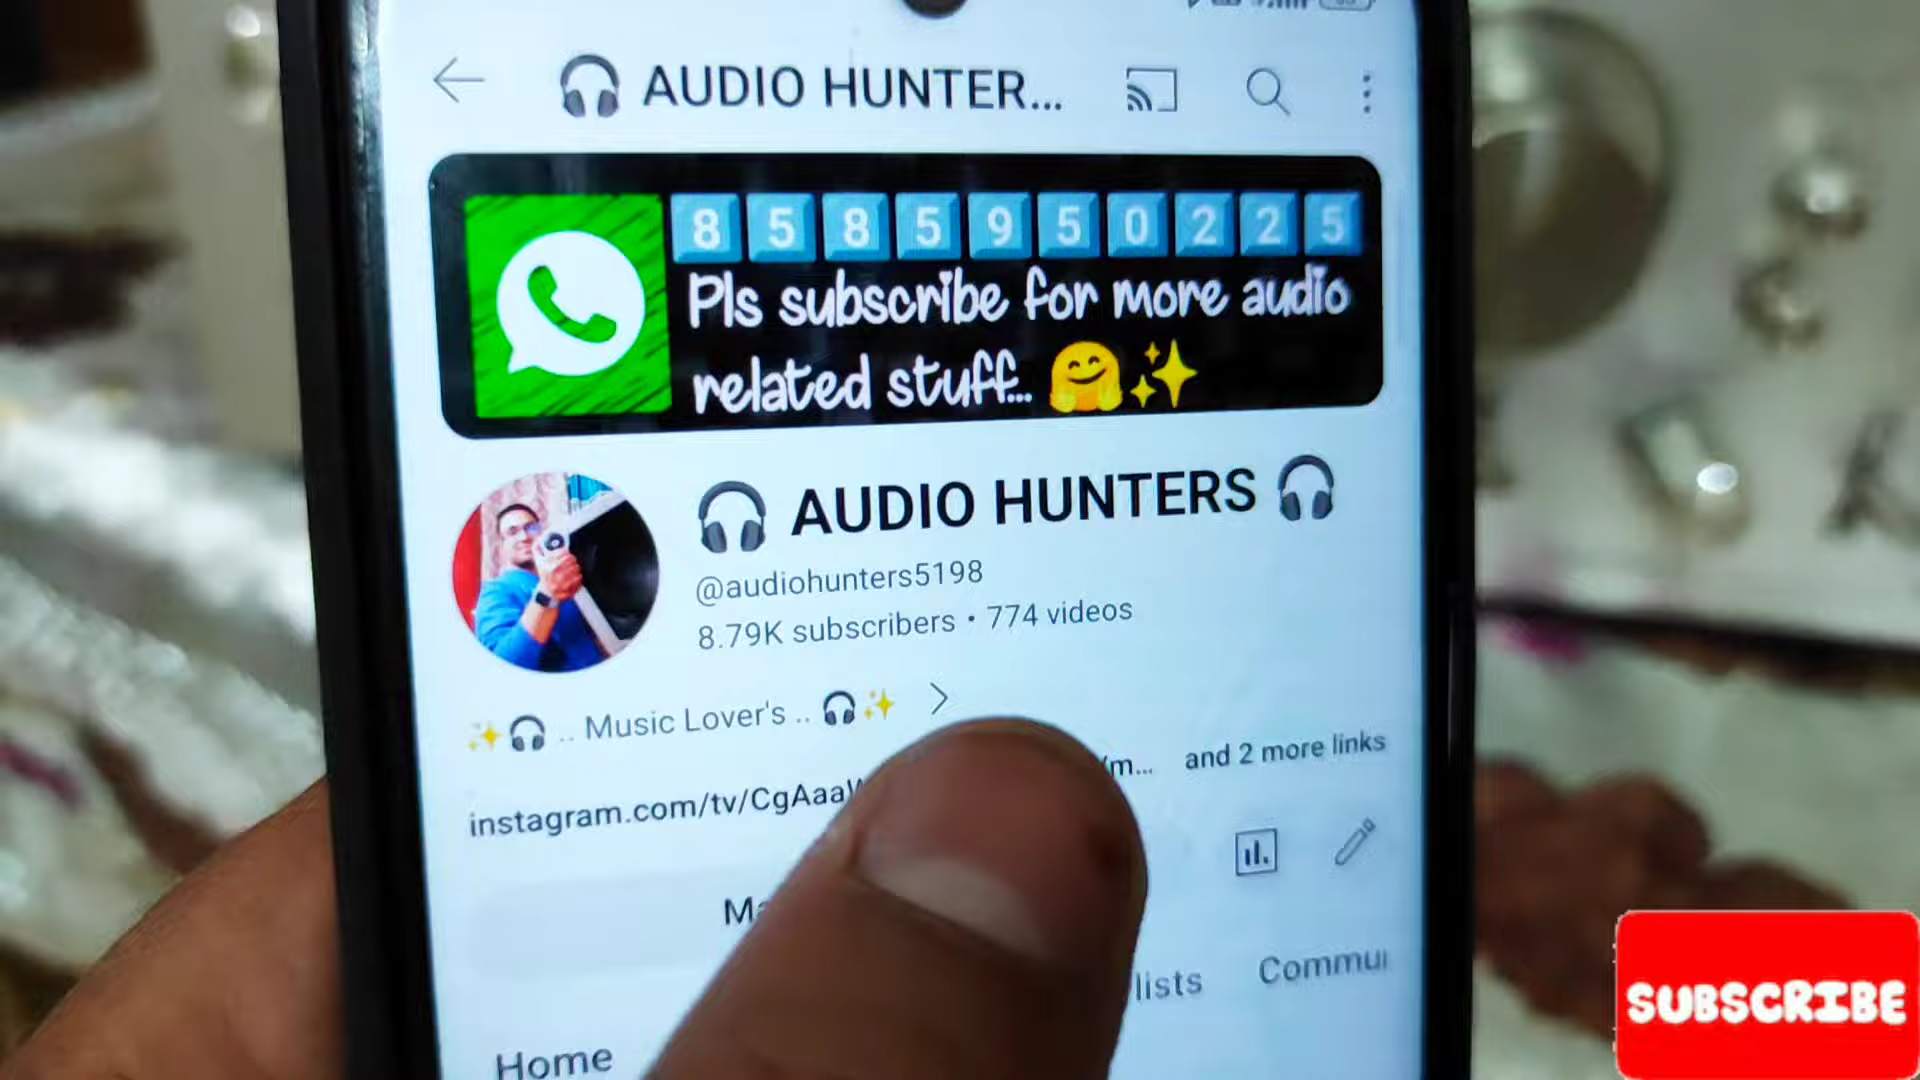 AUDIO HUNTER...
8585950225
Pls subscribe for more audio
related stuff...
AUDIO HUNTERS
@audiohunters5198
8.79K subscribers • 774 videos
.. Music Lover's ..
instagram.com/tv/CgAaa
/m... and 2 more links
lists
Home
SUBSCRIBE